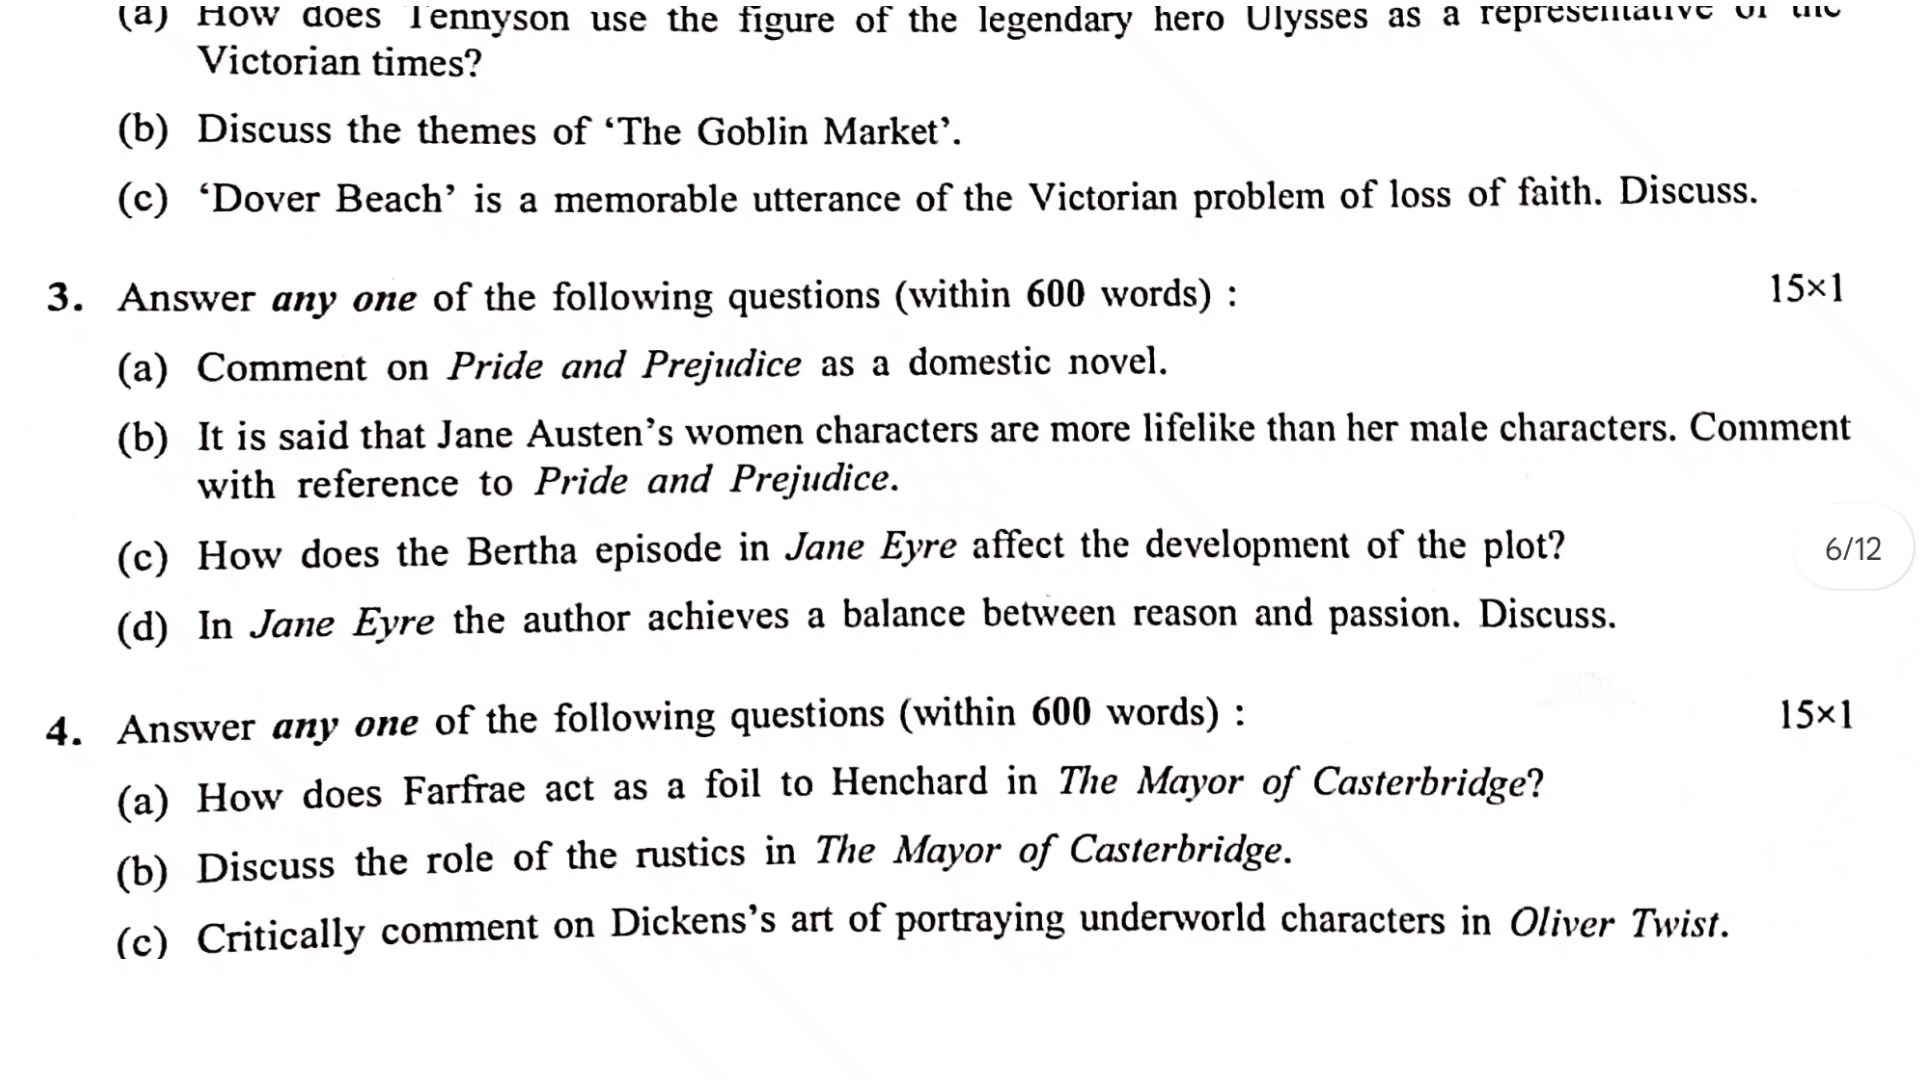 (a) How does Tennyson use the figure of the legendary hero Ulysses as a representative of the
Victorian times?
(b) Discuss the themes of ‘The Goblin Market’.
(c) ‘Dover Beach’ is a memorable utterance of the Victorian problem of loss of faith. Discuss.
3. Answer any one of the following questions (within 600 words) : 15×1
(a) Comment on Pride and Prejudice as a domestic novel.
(b) It is said that Jane Austen’s women characters are more lifelike than her male characters. Comment
with reference to Pride and Prejudice.
(c) How does the Bertha episode in Jane Eyre affect the development of the plot?
6/12
(d) In Jane Eyre the author achieves a balance between reason and passion. Discuss.
4. Answer any one of the following questions (within 600 words) : 15×1
(a) How does Farfrae act as a foil to Henchard in The Mayor of Casterbridge?
(b) Discuss the role of the rustics in The Mayor of Casterbridge.
(c) Critically comment on Dickens’s art of portraying underworld characters in Oliver Twist.